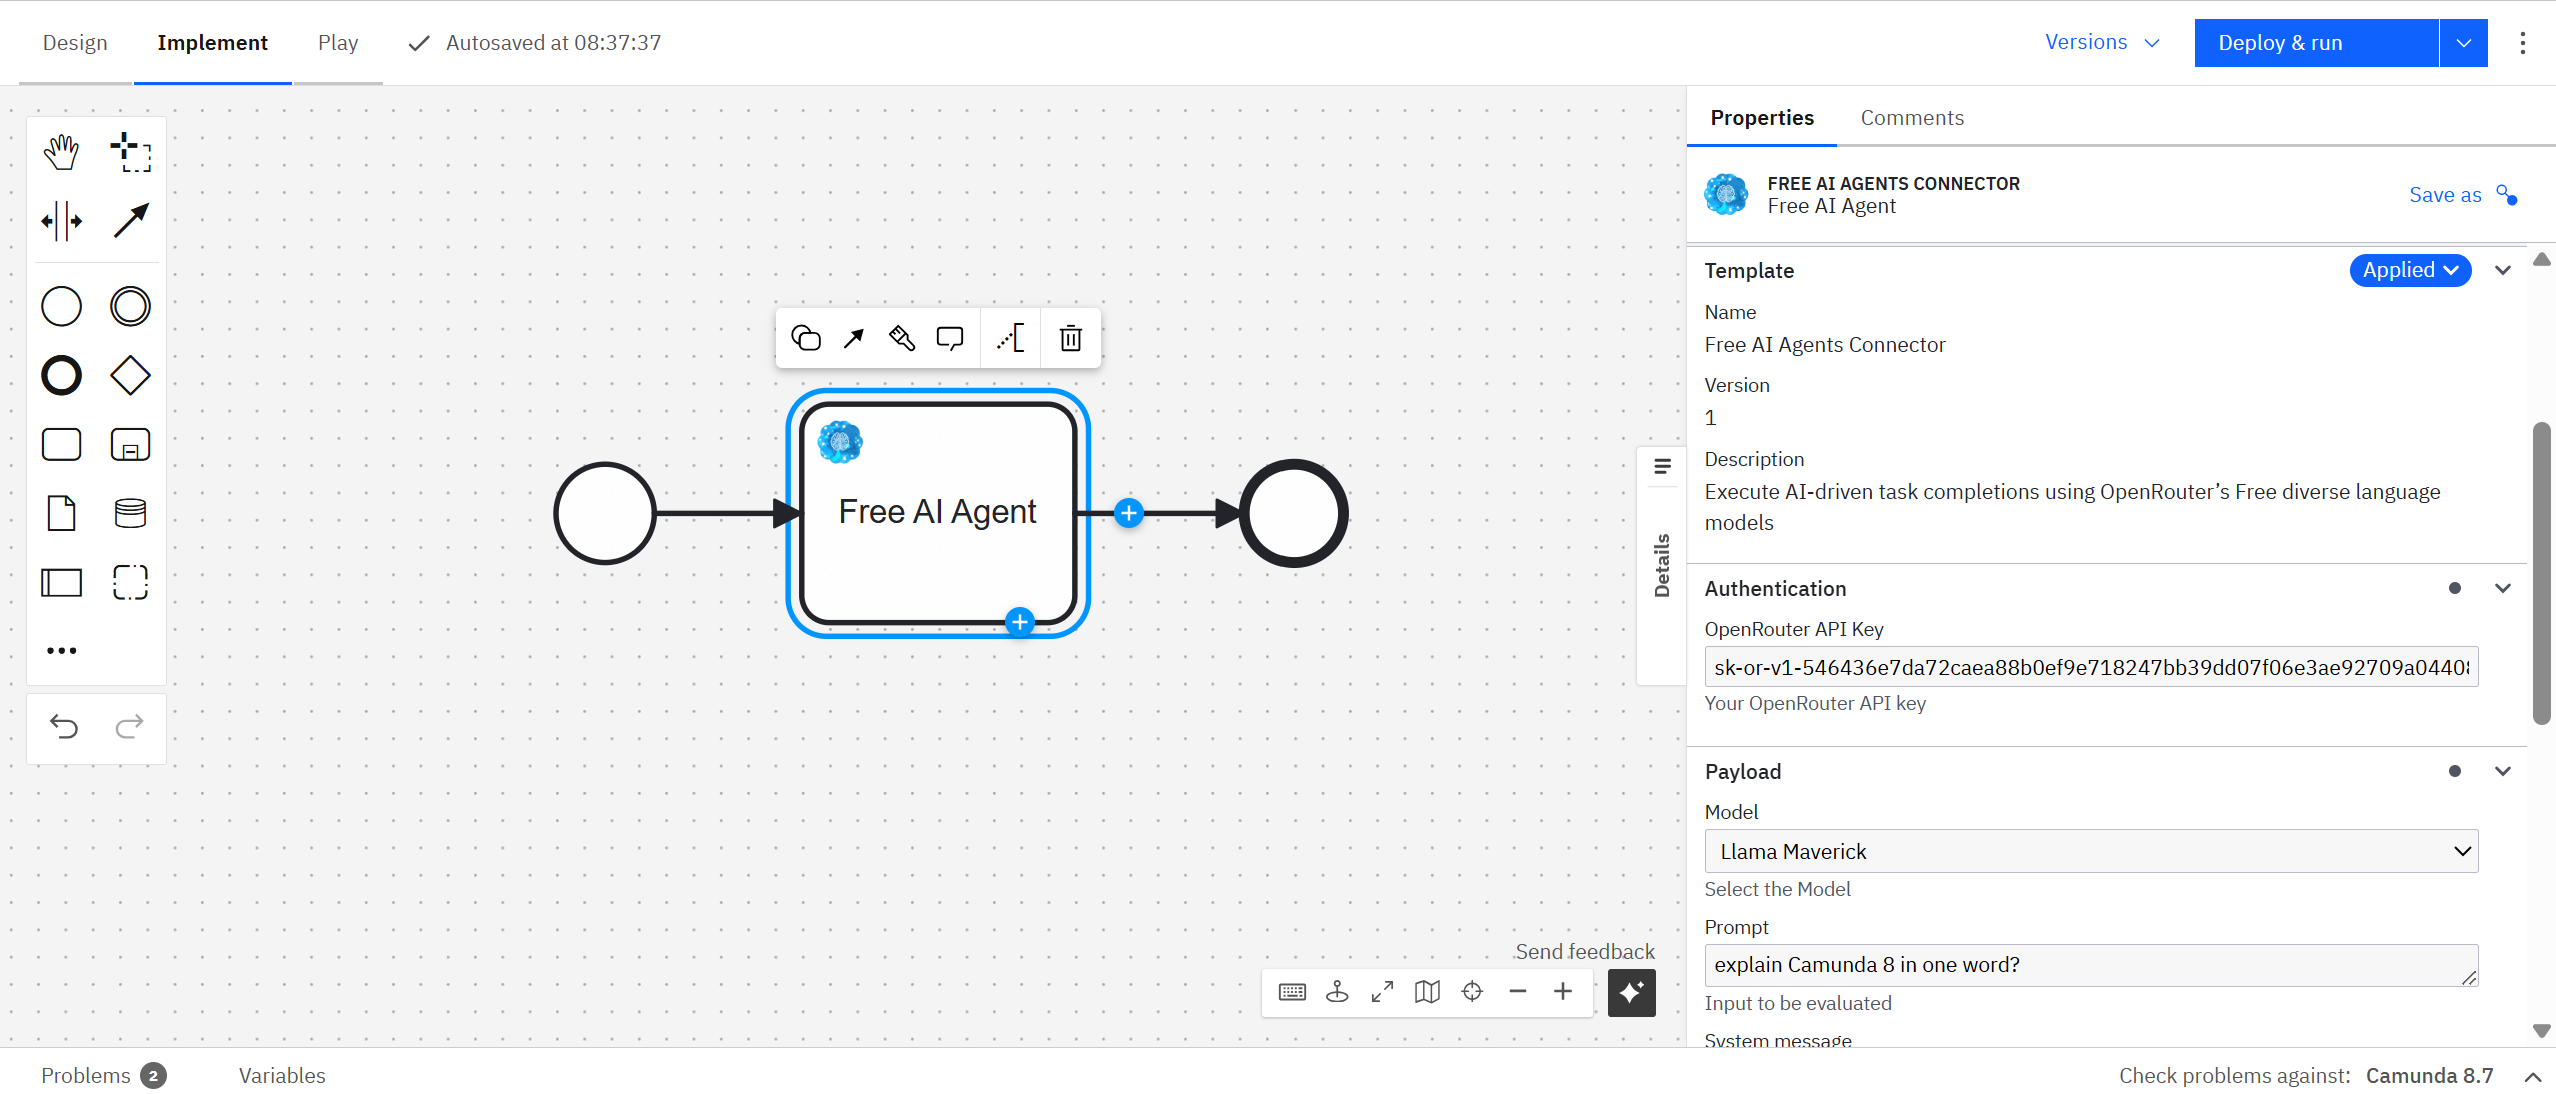 Design
Implement
Play
Autosaved at 08:37:37
Versions
Deploy & run
Properties
Comments
FREE AI AGENTS CONNECTOR
Free AI Agent
Save as
Template
Applied
Name
Free AI Agents Connector
Version
1
Description
Execute AI-driven task completions using OpenRouter’s Free diverse language
models
Authentication
OpenRouter API Key
sk-or-v1-546436e7da72caea88b0ef9e718247bb39dd07f06e3ae92709a04408
Your OpenRouter API key
Payload
Model
Llama Maverick
Select the Model
Prompt
explain Camunda 8 in one word?
Input to be evaluated
System message
Free AI Agent
Details
Send feedback
Problems 2
Variables
Check problems against: Camunda 8.7